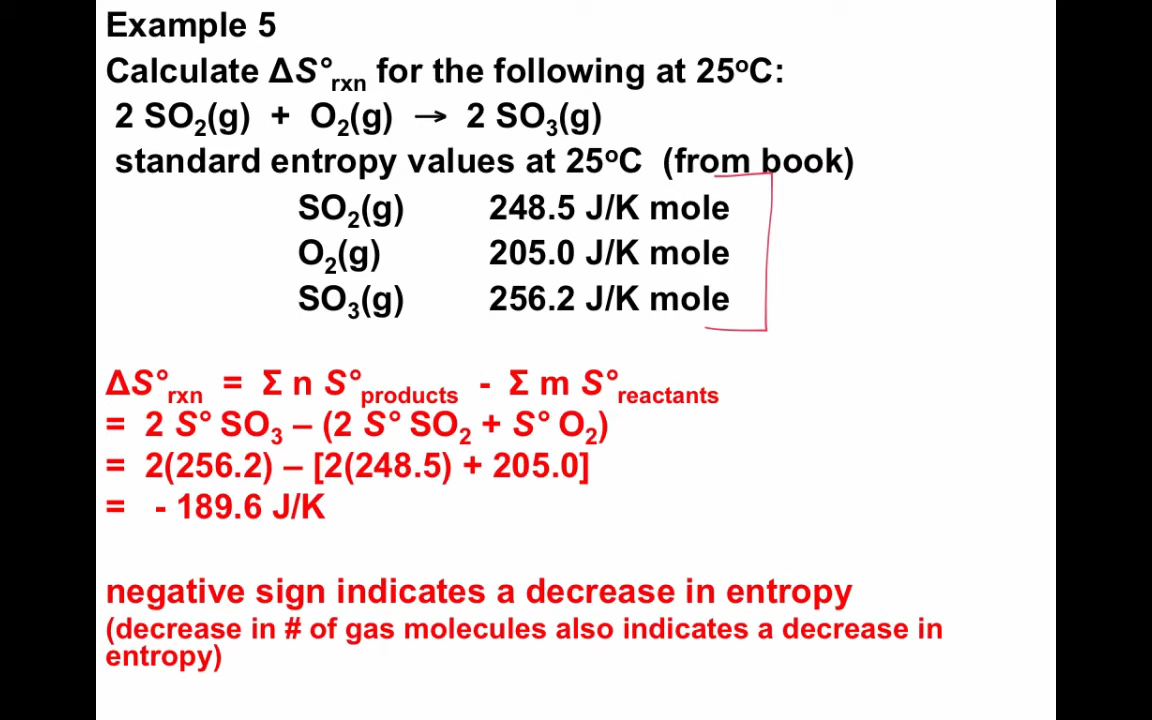 Example 5
Calculate ΔS°rxn for the following at 25°C:
2 SO₂(g) + O₂(g) → 2 SO₃(g)
standard entropy values at 25°C (from book)
SO₂(g) 248.5 J/K mole
O₂(g) 205.0 J/K mole
SO₃(g) 256.2 J/K mole
ΔS°rxn = Σ n S°products - Σ m S°reactants
= 2 S° SO₃ – (2 S° SO₂ + S° O₂)
= 2(256.2) – [2(248.5) + 205.0]
= - 189.6 J/K
negative sign indicates a decrease in entropy
(decrease in # of gas molecules also indicates a decrease in
entropy)